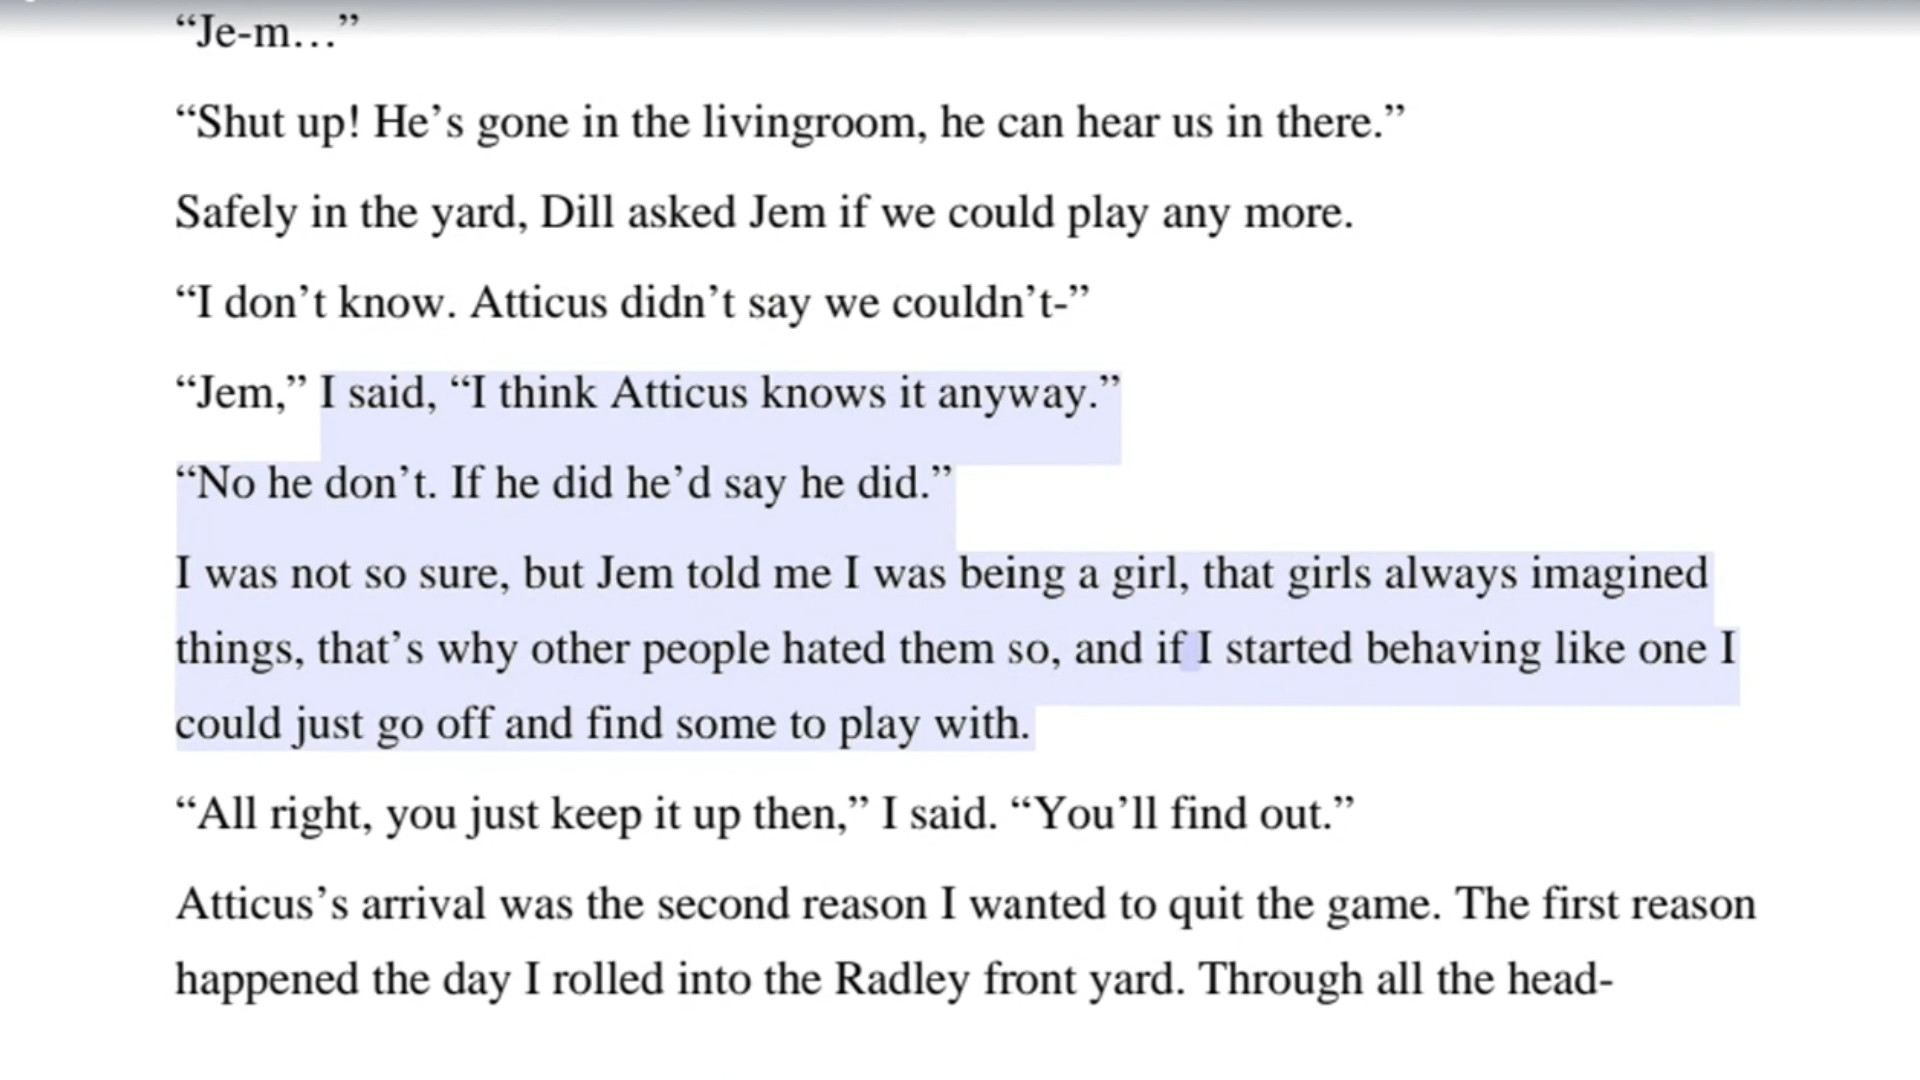 “Je-m…”
“Shut up! He’s gone in the livingroom, he can hear us in there.”
Safely in the yard, Dill asked Jem if we could play any more.
“I don’t know. Atticus didn’t say we couldn’t-”
“Jem,” I said, “I think Atticus knows it anyway.”
“No he don’t. If he did he’d say he did.”
I was not so sure, but Jem told me I was being a girl, that girls always imagined
things, that’s why other people hated them so, and if I started behaving like one I
could just go off and find some to play with.
“All right, you just keep it up then,” I said. “You’ll find out.”
Atticus’s arrival was the second reason I wanted to quit the game. The first reason
happened the day I rolled into the Radley front yard. Through all the head-